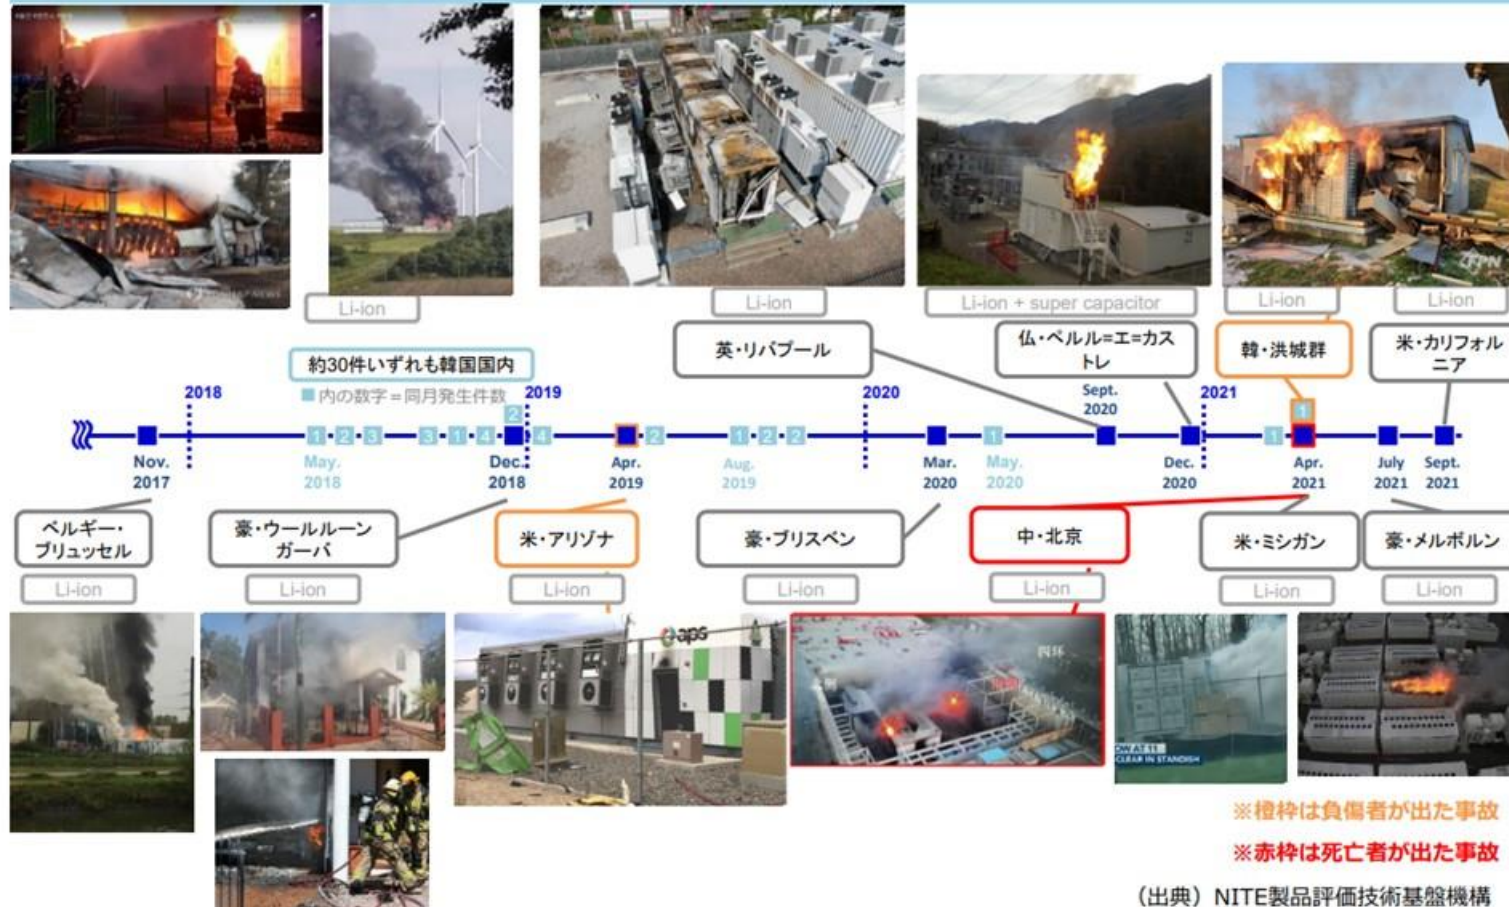 Li-ion
Li-ion
Li-ion + super capacitor
Li-ion
Li-ion
英・リバプール
仏・ペルル=エ=カス
トレ
韓・洪城群
米・カリフォル
ニア
約30件いずれも韓国国内
内の数字=同月発生件数
2018
2019
2020
2021
Sept.
2020
2
1
1
2
3
3
1
4
4
2
1
2
2
1
1
Nov.
2017
May.
2018
Dec.
2018
Apr.
2019
Aug.
2019
Mar.
2020
May.
2020
Dec.
2020
Apr.
2021
July
2021
Sept.
2021
ベルギー・
ブリュッセル
豪・ウールルーン
ガーバ
米・アリゾナ
豪・ブリスベン
中・北京
米・ミシガン
豪・メルボルン
Li-ion
Li-ion
Li-ion
Li-ion
Li-ion
Li-ion
Li-ion
aps
四环
OW AT 11
CLEAR IN STANDISH
※橙枠は負傷者が出た事故
※赤枠は死亡者が出た事故
(出典)NITE製品評価技術基盤機構